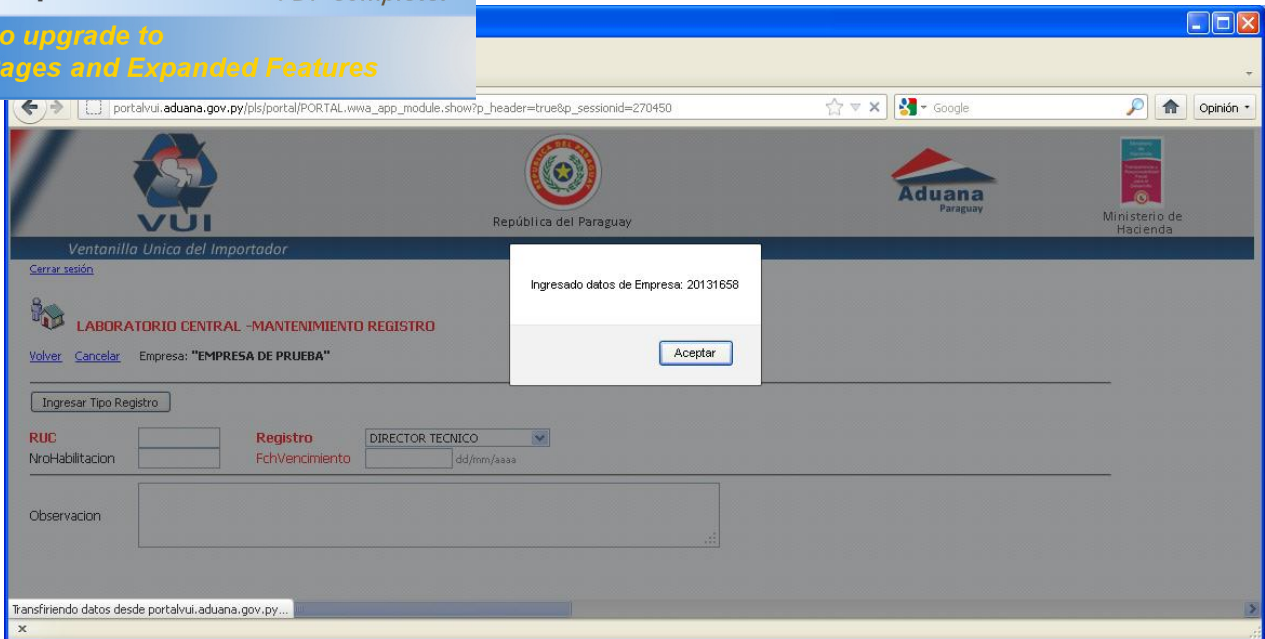 o upgrade to
ages and Expanded Features
portalvui.aduana.gov.py/pls/portal/PORTAL.wwa_app_module.show?p_header=true&p_sessionid=270450
Google
Opinión
VUI
República del Paraguay
Aduana
Paraguay
Ministerio de
Hacienda
Ventanilla Unica del Importador
Cerrar sesión
Ingresado datos de Empresa: 20131658
Aceptar
LABORATORIO CENTRAL -MANTENIMIENTO REGISTRO
Volver Cancelar Empresa: "EMPRESA DE PRUEBA"
Ingresar Tipo Registro
RUC Registro DIRECTOR TECNICO
NroHabilitacion FchVencimiento dd/mm/aaaa
Observacion
Transfiriendo datos desde portalvui.aduana.gov.py...